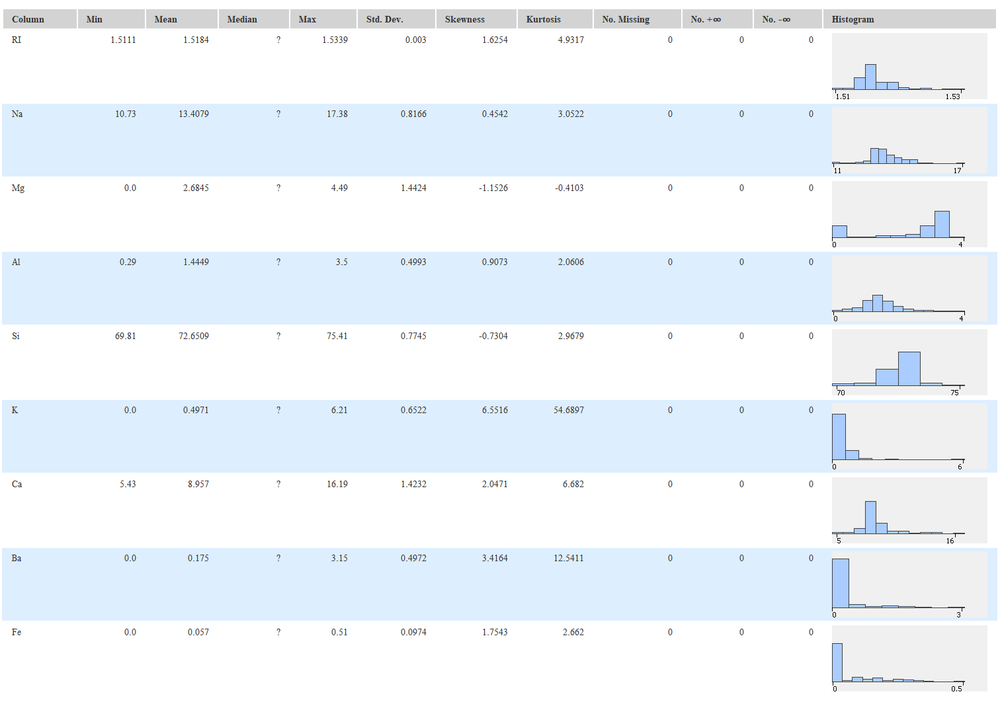 Column Min Mean Median Max Std. Dev. Skewness Kurtosis No. Missing No. +∞ No. -∞ Histogram
RI 1.5111 1.5184 ? 1.5339 0.003 1.6254 4.9317 0 0 0
1.51 1.53
Na 10.73 13.4079 ? 17.38 0.8166 0.4542 3.0522 0 0 0
11 17
Mg 0.0 2.6845 ? 4.49 1.4424 -1.1526 -0.4103 0 0 0
0 4
Al 0.29 1.4449 ? 3.5 0.4993 0.9073 2.0606 0 0 0
0 4
Si 69.81 72.6509 ? 75.41 0.7745 -0.7304 2.9679 0 0 0
70 75
K 0.0 0.4971 ? 6.21 0.6522 6.5516 54.6897 0 0 0
0 6
Ca 5.43 8.957 ? 16.19 1.4232 2.0471 6.682 0 0 0
5 16
Ba 0.0 0.175 ? 3.15 0.4972 3.4164 12.5411 0 0 0
0 3
Fe 0.0 0.057 ? 0.51 0.0974 1.7543 2.662 0 0 0
0 0.5